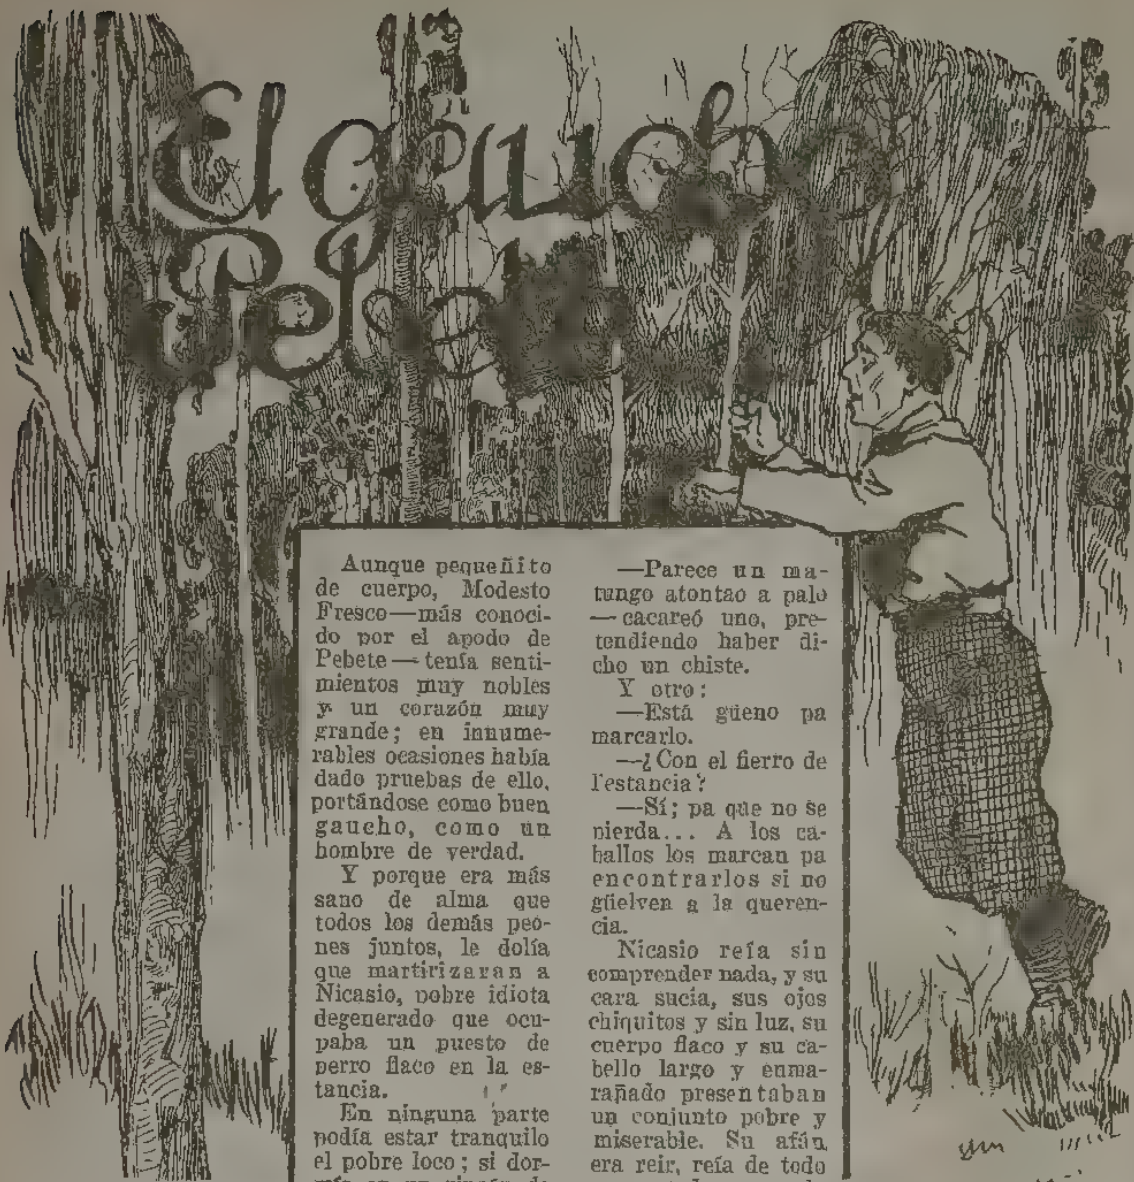 El gaucho
Pebete
Aunque pequeñito
de cuerpo, Modesto
Fresco—más conoci-
do por el apodo de
Pebete—tenía senti-
mientos muy nobles
y un corazón muy
grande; en innume-
rables ocasiones había
dado pruebas de ello,
portándose como buen
gaucho, como un
hombre de verdad.
Y porque era más
sano de alma que
todos los demás peo-
nes juntos, le dolía
que martirizaran a
Nicasio, pobre idiota
degenerado que ocu-
paba un puesto de
perro flaco en la es-
tancia.
En ninguna parte
podía estar tranquilo
el pobre loco; si dor-
mía en un rincón de
—Parece un ma-
tungo atontao a palo
—cacareó uno, pre-
tendiendo haber di-
cho un chiste.
Y otro:
—Está güeno pa
marcarlo.
—¿Con el fierro de
l'estancia?
—Sí; pa que no se
pierda... A los ca-
ballos los marcan pa
encontrarlos si no
güelven a la queren-
cia.
Nicasio reía sin
comprender nada, y su
cara sucia, sus ojos
chiquitos y sin luz, su
cuerpo flaco y su ca-
bello largo y enma-
rañado presentaban
un conjunto pobre y
miserable. Su afán
era reir, reía de todo